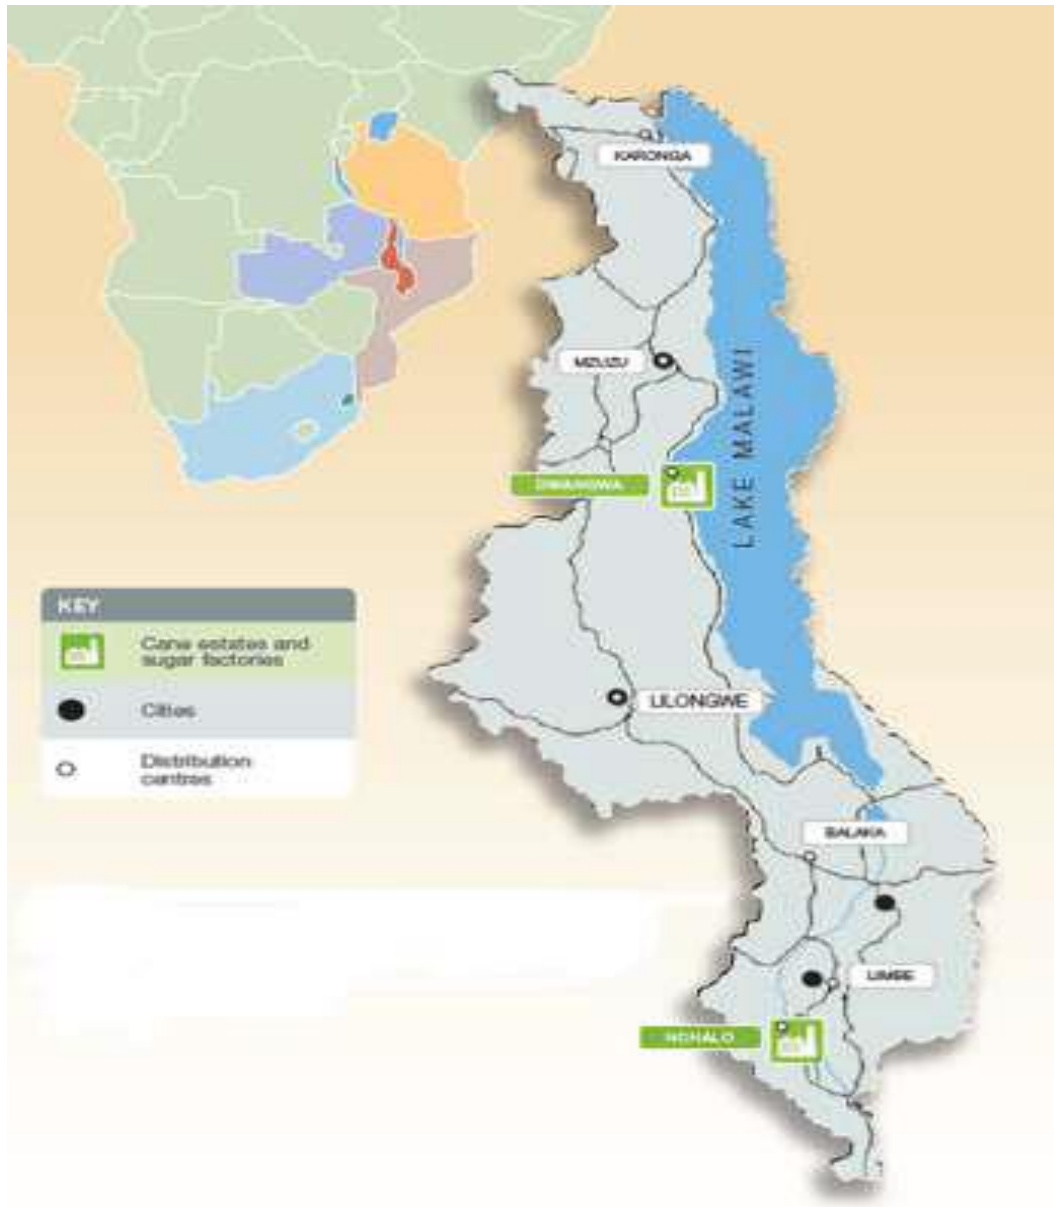 KARONGA
MZUZU
LAKE MALAWI
DWANGWA
KEY
Cane estates and
sugar factories
Cities
Distribution
centres
LILONGWE
BALAKA
LIMBE
NCHALO